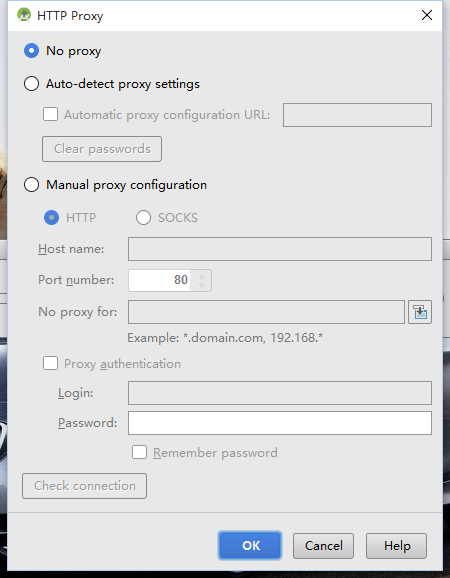 HTTP Proxy
No proxy
Auto-detect proxy settings
Automatic proxy configuration URL:
Clear passwords
Manual proxy configuration
HTTP SOCKS
Host name:
Port number: 80
No proxy for:
Example: *.domain.com, 192.168.*
Proxy authentication
Login:
Password:
Remember password
Check connection
OK Cancel Help